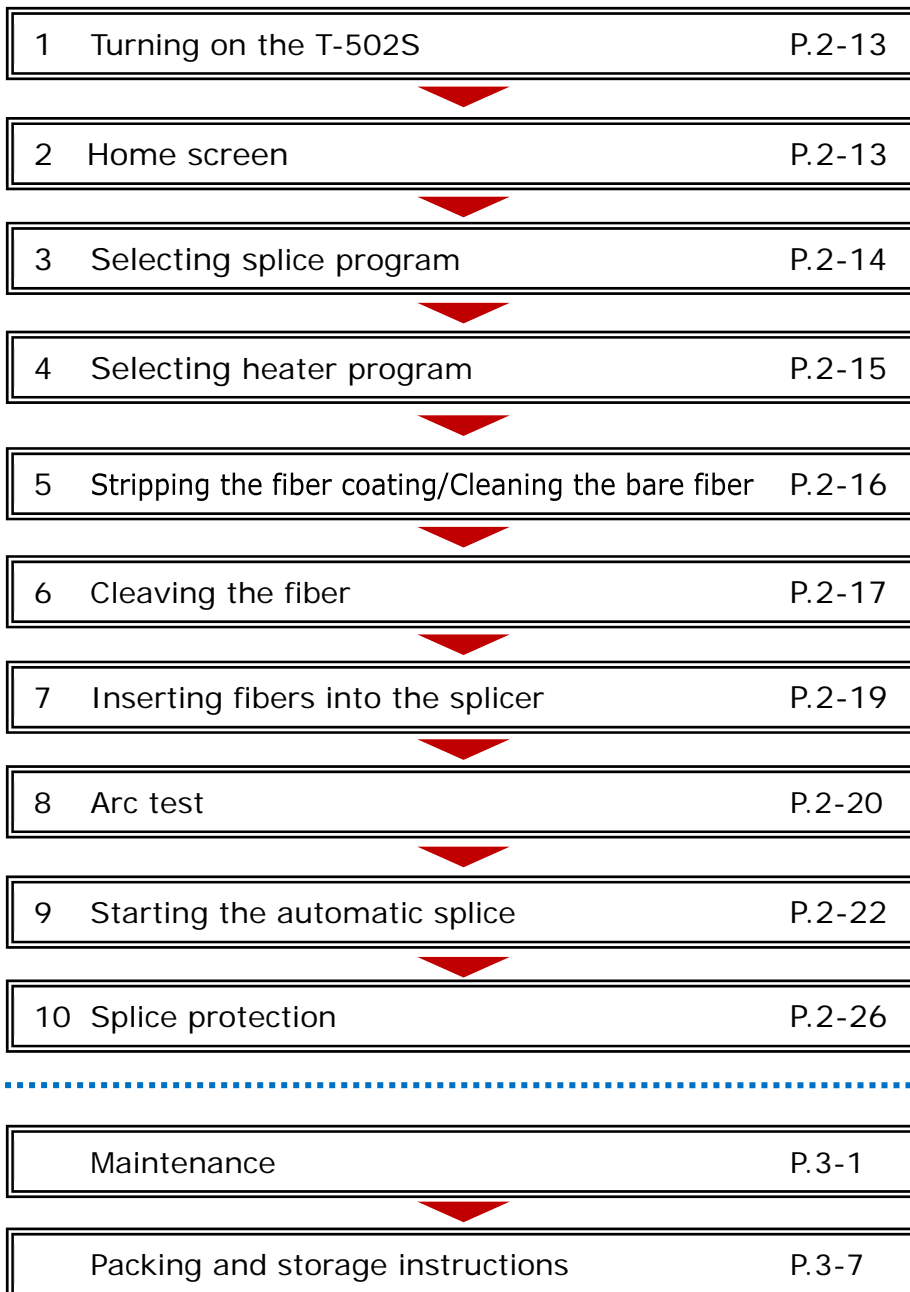 1 Turning on the T-502S P.2-13
2 Home screen P.2-13
3 Selecting splice program P.2-14
4 Selecting heater program P.2-15
5 Stripping the fiber coating/Cleaning the bare fiber P.2-16
6 Cleaving the fiber P.2-17
7 Inserting fibers into the splicer P.2-19
8 Arc test P.2-20
9 Starting the automatic splice P.2-22
10 Splice protection P.2-26
Maintenance P.3-1
Packing and storage instructions P.3-7